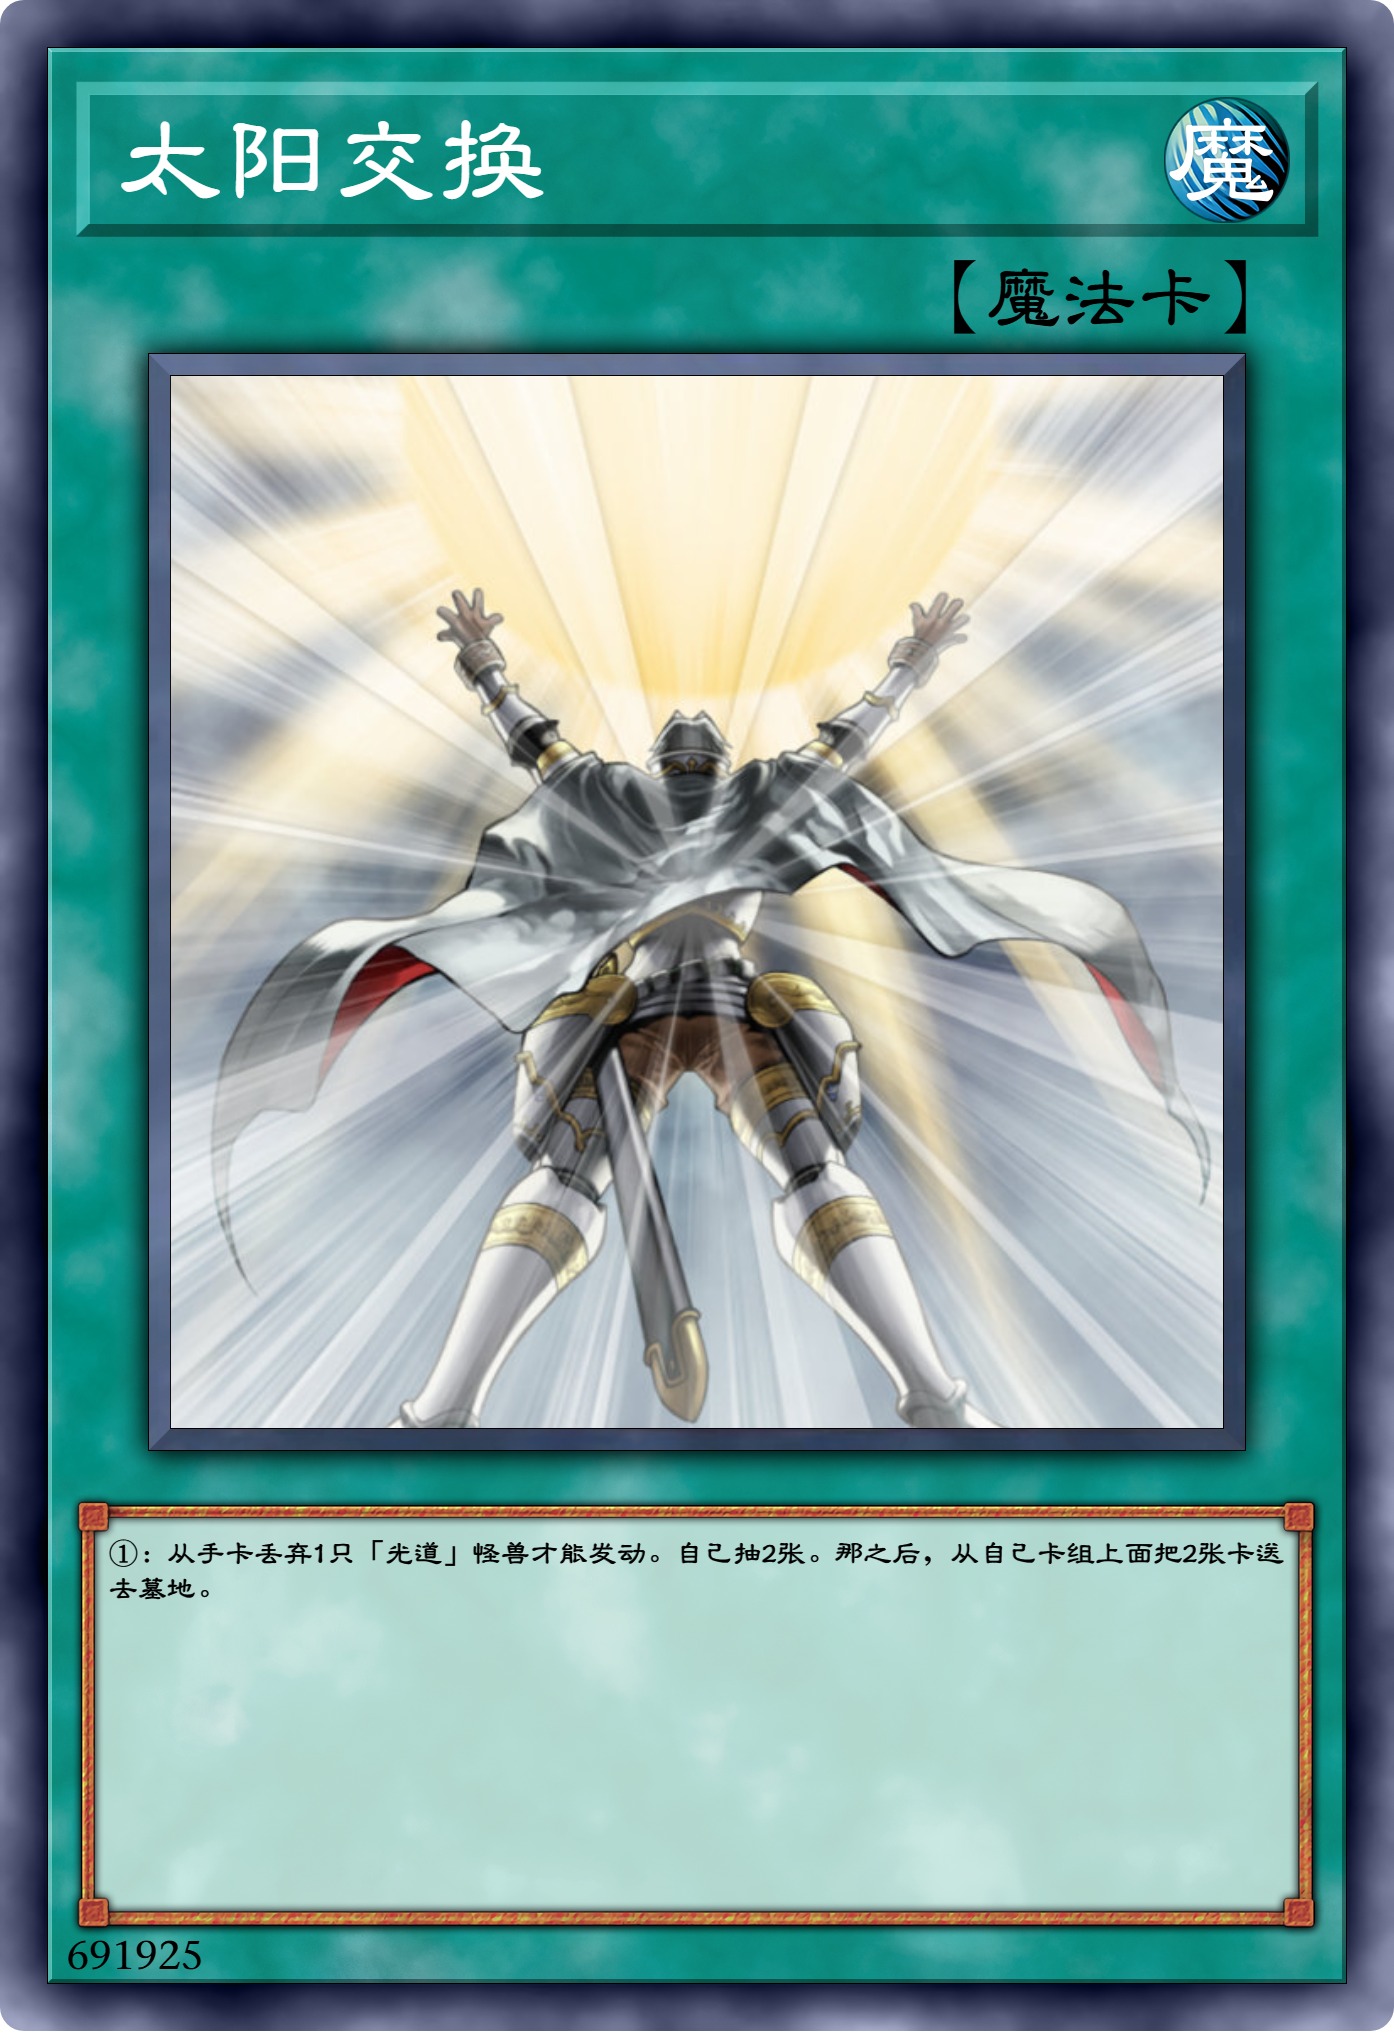 太阳交换
魔
【魔法卡】
①：从手卡丢弃1只「光道」怪兽才能发动。自己抽2张。那之后，从自己卡组上面把2张卡送
去墓地。
691925